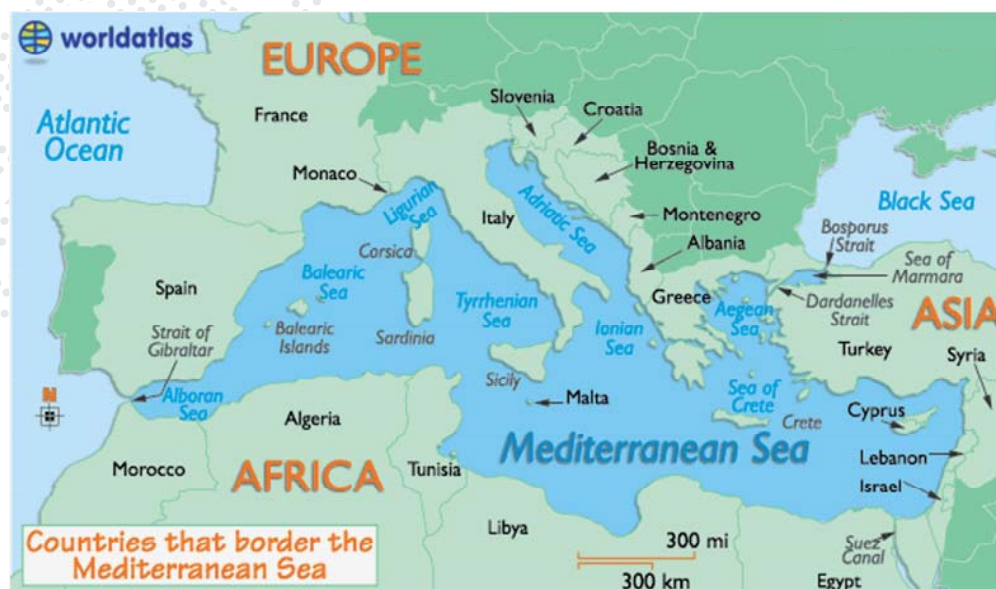 worldatlas
EUROPE
Atlantic
Ocean
France
Slovenia
Croatia
Bosnia &
Herzegovina
Monaco
Ligurian
Sea
Adriatic Sea
Italy
Montenegro
Albania
Black Sea
Bosporus
Strait
Sea of
Marmara
Corsica
Balearic
Sea
Spain
Tyrrhenian
Sea
Greece
Aegean
Sea
Dardanelles
Strait
ASIA
Strait of
Gibraltar
Balearic
Islands
Sardinia
Ionian
Sea
Turkey
Syria
N
Alboran
Sea
Sicily
Malta
Sea of
Crete
Crete
Cyprus
Algeria
Mediterranean Sea
Lebanon
Morocco
AFRICA
Tunisia
Israel
Libya
Countries that border the
Mediterranean Sea
300 mi
300 km
Suez
Canal
Egypt